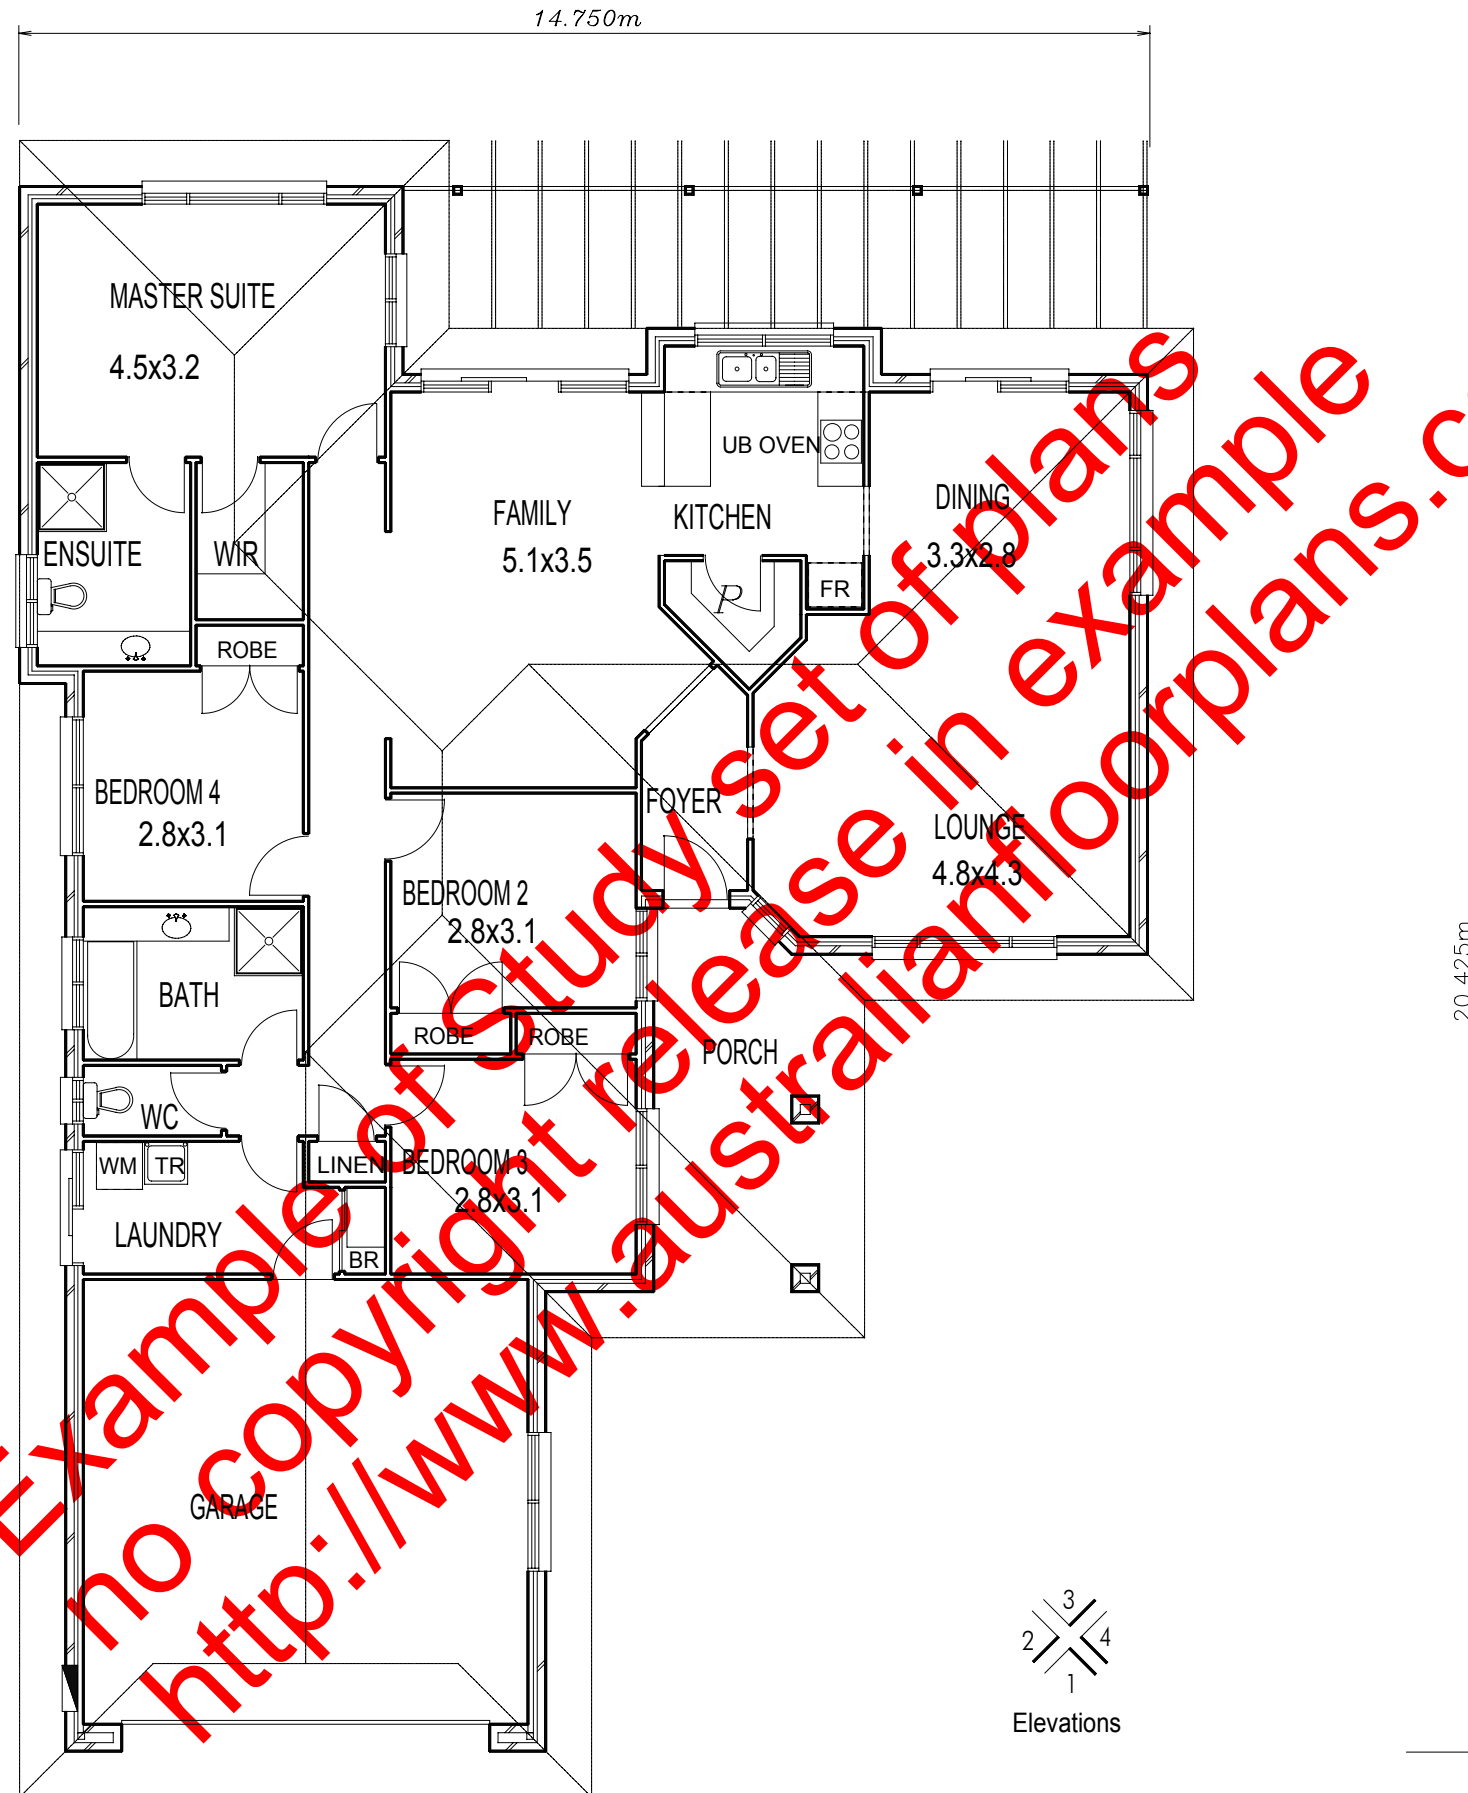 14.750m
MASTER SUITE
4.5x3.2
UB OVEN
FAMILY
5.1x3.5
KITCHEN
DINING
3.3x2.8
ENSUITE
WIR
P
FR
ROBE
BEDROOM 4
2.8x3.1
FOYER
LOUNGE
4.8x4.3
BEDROOM 2
2.8x3.1
BATH
ROBE
ROBE
PORCH
WC
WM
TR
LINEN
BEDROOM 3
2.8x3.1
LAUNDRY
BR
GARAGE
20.425m
3
2
4
1
Elevations
Example of Study set of plans
no copyright release in example
http://www.australianfloorplans.c